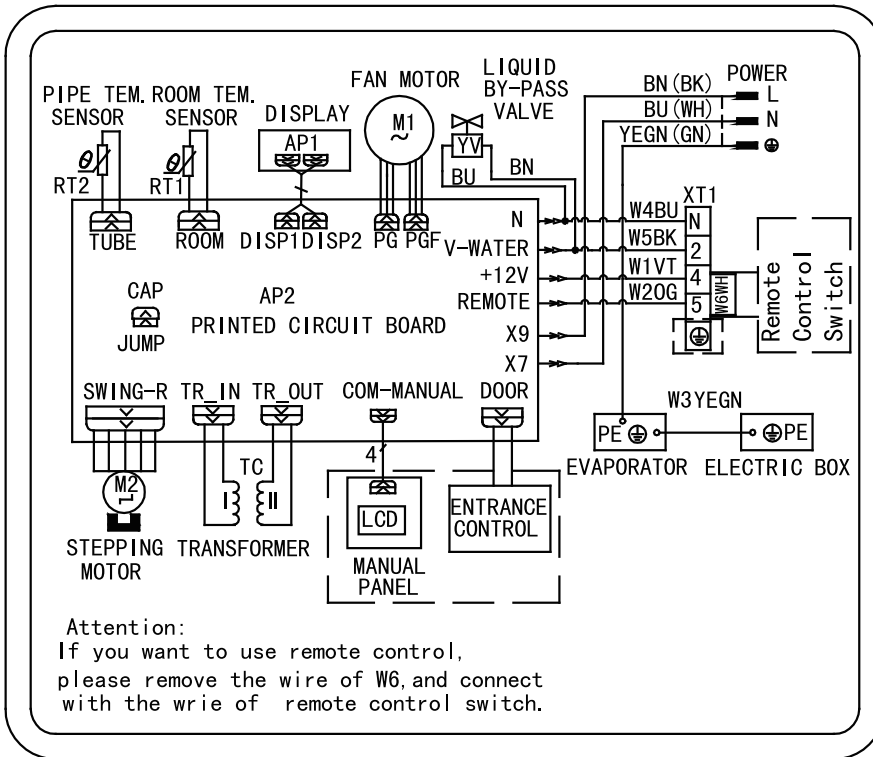 PIPE TEM. SENSOR
ROOM TEM. SENSOR
DISPLAY
FAN MOTOR
LIQUID
BY-PASS
VALVE
POWER
BN(BK)
L
BU(WH)
N
YEGN(GN)
AP1
M1
~
YV
BU
BN
θ
RT2
θ
RT1
TUBE
ROOM
DISP1
DISP2
PG
PGF
N
V-WATER
+12V
REMOTE
X9
X7
XT1
W4BU
N
W5BK
2
W1VT
4
W2OG
5
W6WH
Remote
Control
Switch
CAP
JUMP
AP2
PRINTED CIRCUIT BOARD
SWING-R
TR_IN
TR_OUT
COM-MANUAL
DOOR
W3YEGN
PE
PE
EVAPORATOR
ELECTRIC BOX
M2
STEPPING
MOTOR
TC
I
II
TRANSFORMER
4
LCD
MANUAL
PANEL
ENTRANCE
CONTROL
Attention:
If you want to use remote control,
please remove the wire of W6, and connect
with the wrie of remote control switch.